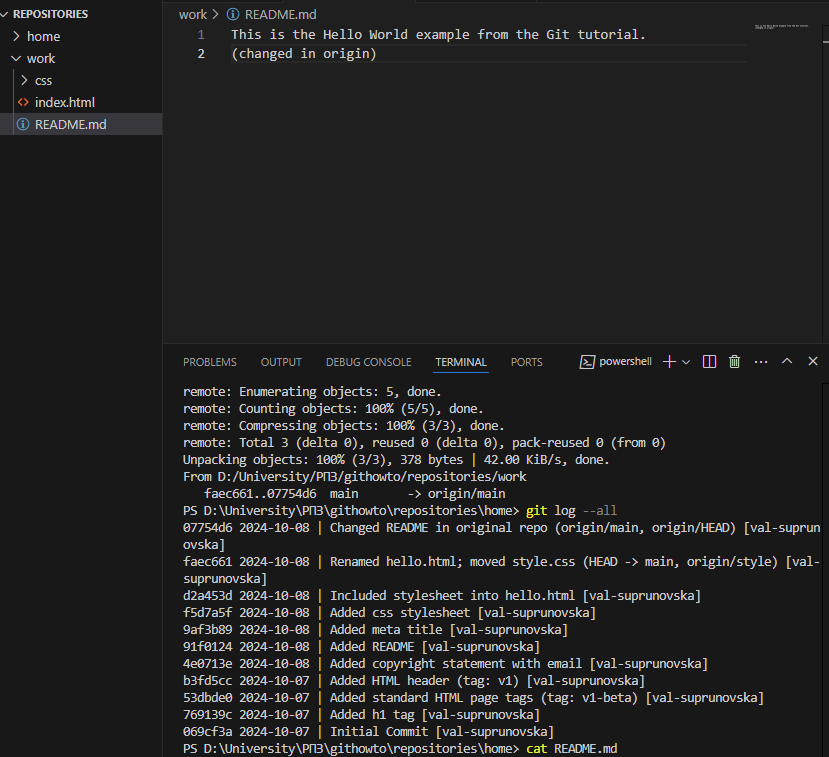 REPOSITORIES
home
work
css
index.html
README.md
work > README.md
1 This is the Hello World example from the Git tutorial.
2 (changed in origin)
PROBLEMS OUTPUT DEBUG CONSOLE TERMINAL PORTS powershell
remote: Enumerating objects: 5, done.
remote: Counting objects: 100% (5/5), done.
remote: Compressing objects: 100% (3/3), done.
remote: Total 3 (delta 0), reused 0 (delta 0), pack-reused 0 (from 0)
Unpacking objects: 100% (3/3), 378 bytes | 42.00 KiB/s, done.
From D:/University/РПЗ/githowto/repositories/work
   faec661..07754d6  main       -> origin/main
PS D:\University\РПЗ\githowto\repositories\home> git log --all
07754d6 2024-10-08 | Changed README in original repo (origin/main, origin/HEAD) [val-suprun
ovska]
faec661 2024-10-08 | Renamed hello.html; moved style.css (HEAD -> main, origin/style) [val-
suprunovska]
d2a453d 2024-10-08 | Included stylesheet into hello.html [val-suprunovska]
f5d7a5f 2024-10-08 | Added css stylesheet [val-suprunovska]
9af3b89 2024-10-08 | Added meta title [val-suprunovska]
91f0124 2024-10-08 | Added README [val-suprunovska]
4e0713e 2024-10-08 | Added copyright statement with email [val-suprunovska]
b3fd5cc 2024-10-07 | Added HTML header (tag: v1) [val-suprunovska]
53dbde0 2024-10-07 | Added standard HTML page tags (tag: v1-beta) [val-suprunovska]
769139c 2024-10-07 | Added h1 tag [val-suprunovska]
069cf3a 2024-10-07 | Initial Commit [val-suprunovska]
PS D:\University\РПЗ\githowto\repositories\home> cat README.md